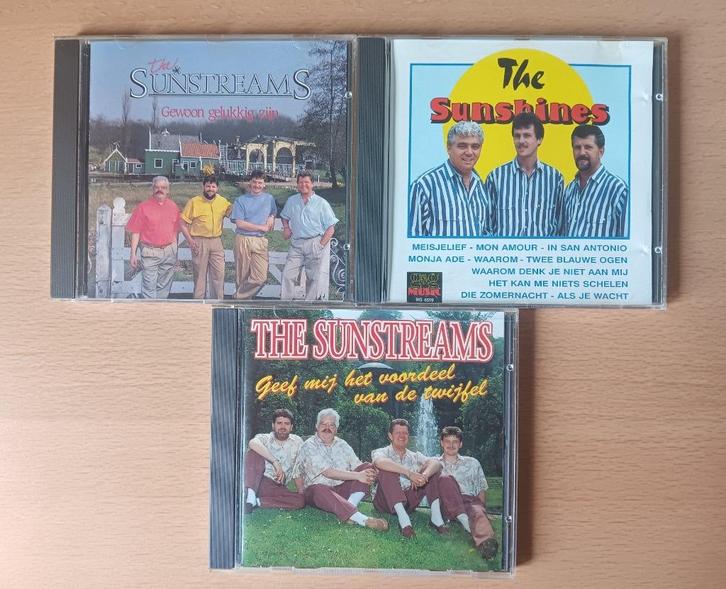 The
SUNSTREAMS
Gewoon gelukkig zijn
The
Sunshines
MEISJELIEF - MON AMOUR - IN SAN ANTONIO
MONJA ADE - WAAROM - TWEE BLAUWE OGEN
WAAROM DENK JE NIET AAN MIJ
HET KAN ME NIETS SCHELEN
DIE ZOMERNACHT - ALS JE WACHT
MUSIC
THE SUNSTREAMS
Geef mij het voordeel
van de twijfel